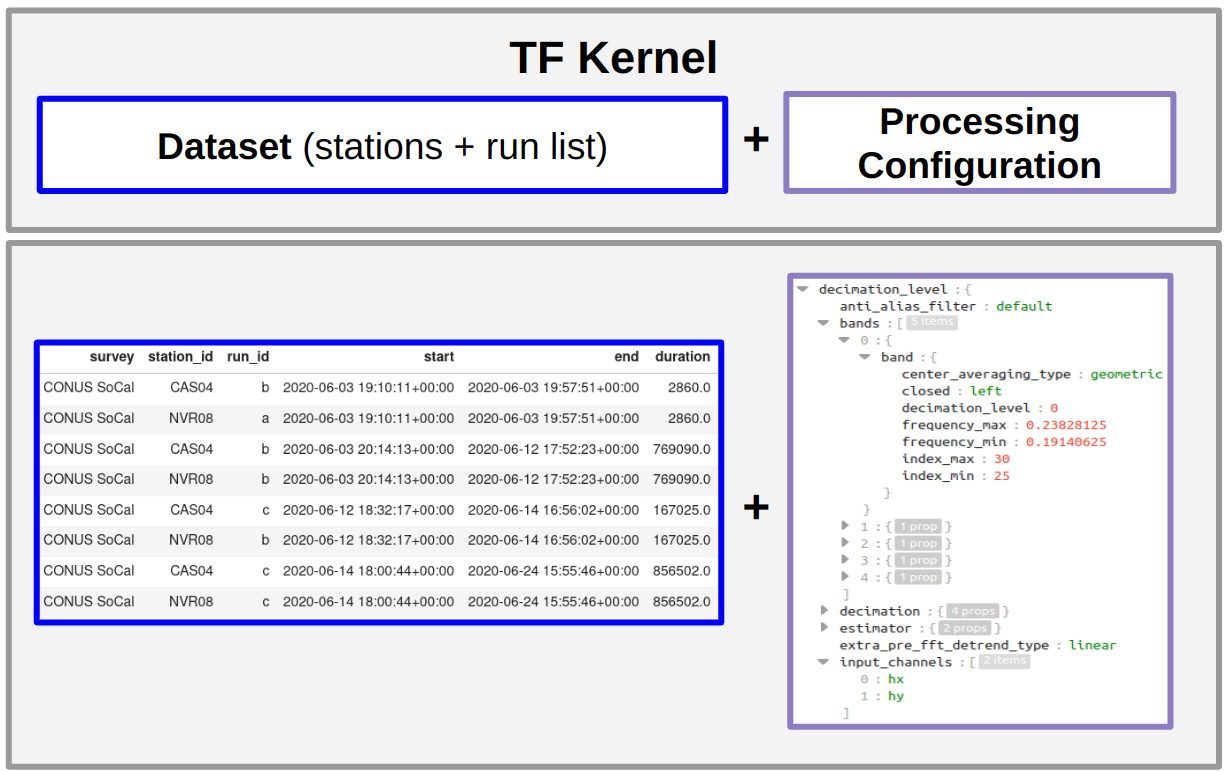 TF Kernel
Dataset (stations + run list)
+
Processing
Configuration
survey station_id run_id start end duration
CONUS SoCal CAS04 b 2020-06-03 19:10:11+00:00 2020-06-03 19:57:51+00:00 2860.0
CONUS SoCal NVR08 a 2020-06-03 19:10:11+00:00 2020-06-03 19:57:51+00:00 2860.0
CONUS SoCal CAS04 b 2020-06-03 20:14:13+00:00 2020-06-12 17:52:23+00:00 769090.0
CONUS SoCal NVR08 b 2020-06-03 20:14:13+00:00 2020-06-12 17:52:23+00:00 769090.0
CONUS SoCal CAS04 c 2020-06-12 18:32:17+00:00 2020-06-14 16:56:02+00:00 167025.0
CONUS SoCal NVR08 b 2020-06-12 18:32:17+00:00 2020-06-14 16:56:02+00:00 167025.0
CONUS SoCal CAS04 c 2020-06-14 18:00:44+00:00 2020-06-24 15:55:46+00:00 856502.0
CONUS SoCal NVR08 c 2020-06-14 18:00:44+00:00 2020-06-24 15:55:46+00:00 856502.0
+
decimation_level : {
anti_alias_filter : default
bands : [ 5 items
0 : {
band : {
center_averaging_type : geometric
closed : left
decimation_level : 0
frequency_max : 0.23828125
frequency_min : 0.19140625
index_max : 30
index_min : 25
}
}
1 : { 1 prop }
2 : { 1 prop }
3 : { 1 prop }
4 : { 1 prop }
]
decimation : { 4 props }
estimator : { 2 props }
extra_pre_fft_detrend_type : linear
input_channels : [ 2 items
0 : hx
1 : hy
]